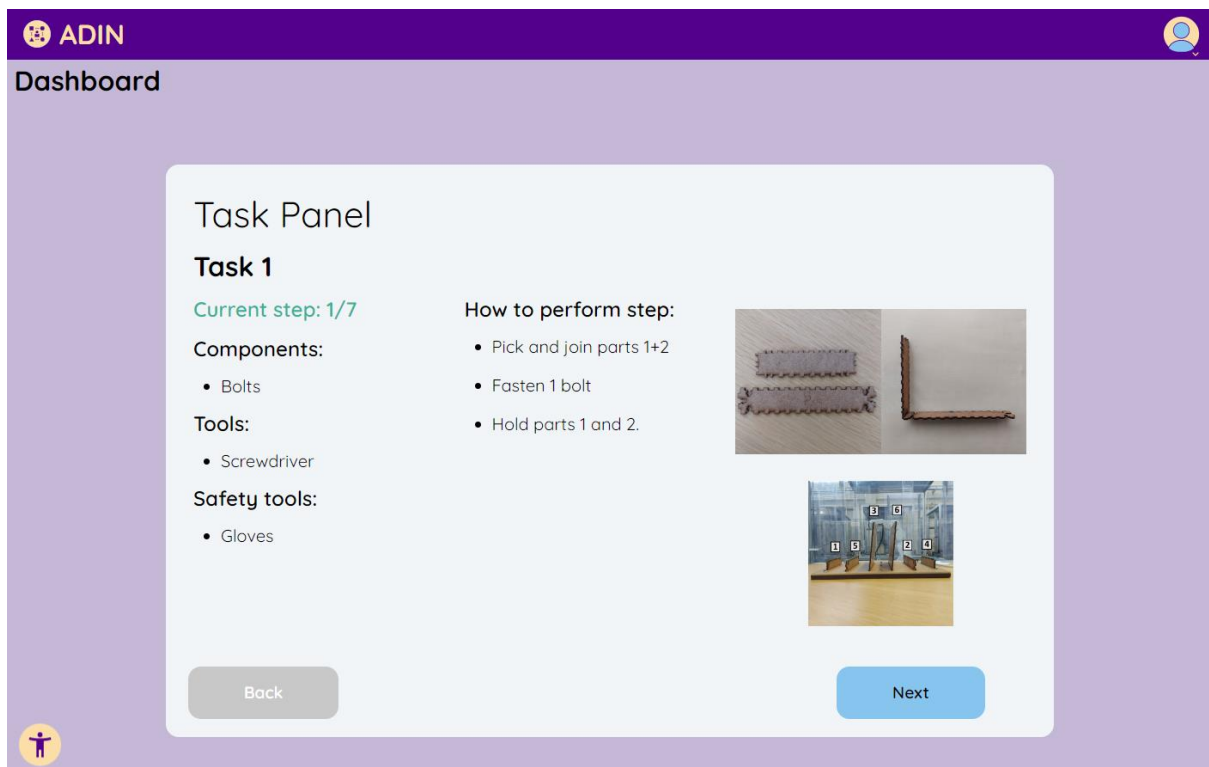 ADIN
Dashboard
Task Panel
Task 1
Current step: 1/7
Components:
• Bolts
Tools:
• Screwdriver
Safety tools:
• Gloves
How to perform step:
• Pick and join parts 1+2
• Fasten 1 bolt
• Hold parts 1 and 2.
3 6
1 5 2 4
Back
Next